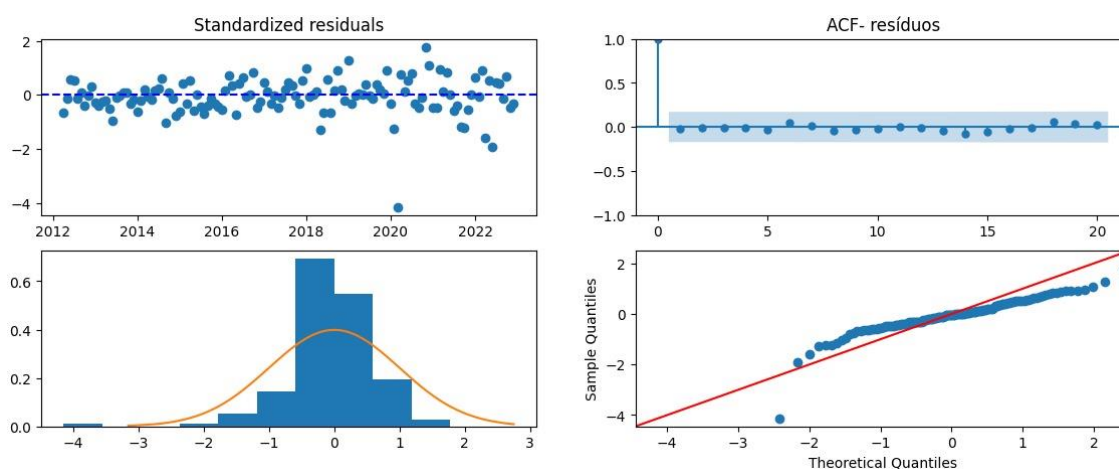 Standardized residuals
2
0
−2
−4
2012 2014 2016 2018 2020 2022
ACF- resíduos
1.0
0.5
0.0
−0.5
−1.0
0 5 10 15 20
0.6
0.4
0.2
0.0
−4 −3 −2 −1 0 1 2 3
Sample Quantiles
2
0
−2
−4
−4 −3 −2 −1 0 1 2
Theoretical Quantiles